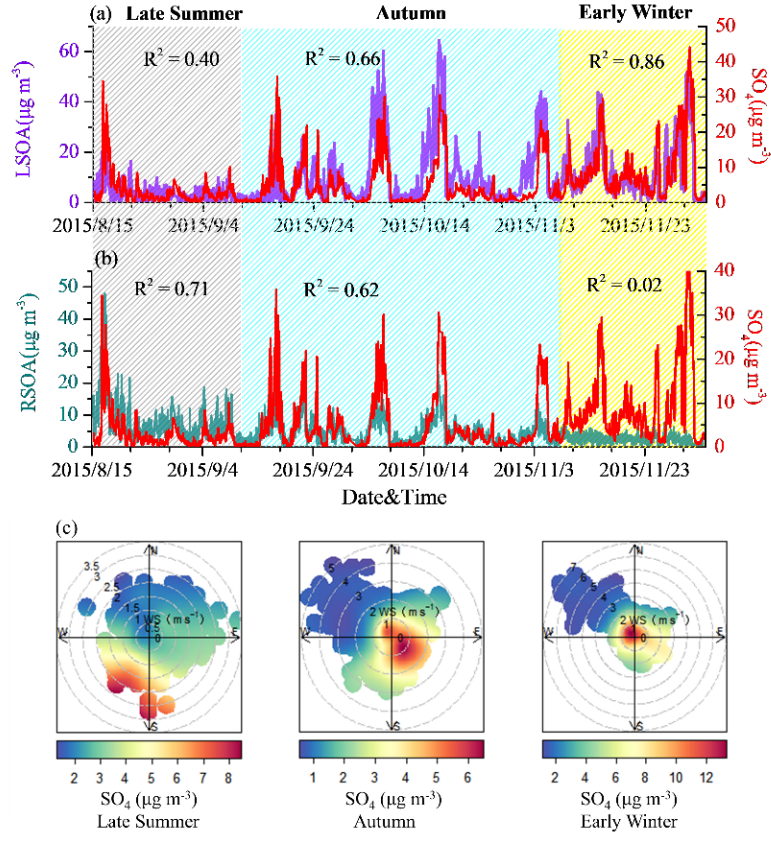 (a) Late Summer Autumn Early Winter
R² = 0.40 R² = 0.66 R² = 0.86
LSOA(μg m⁻³)
60
40
20
0
SO₄(μg m⁻³)
50
40
30
20
10
0
2015/8/15 2015/9/4 2015/9/24 2015/10/14 2015/11/3 2015/11/23
(b)
R² = 0.71 R² = 0.62 R² = 0.02
RSOA(μg m⁻³)
50
40
30
20
10
0
SO₄(μg m⁻³)
40
30
20
10
0
2015/8/15 2015/9/4 2015/9/24 2015/10/14 2015/11/3 2015/11/23
Date&Time
(c)
N
3.5
3
2.5
2
1.5
1 WS (m s⁻¹)
0.5
0
W E
S
2 4 6 8
SO₄ (μg m⁻³)
Late Summer
N
5
4
3
2 WS (m s⁻¹)
1
0
W E
S
1 2 3 4 5 6
SO₄ (μg m⁻³)
Autumn
N
7
6
5
4
3
2 WS (m s⁻¹)
1
0
W E
S
2 4 6 8 10 12
SO₄ (μg m⁻³)
Early Winter